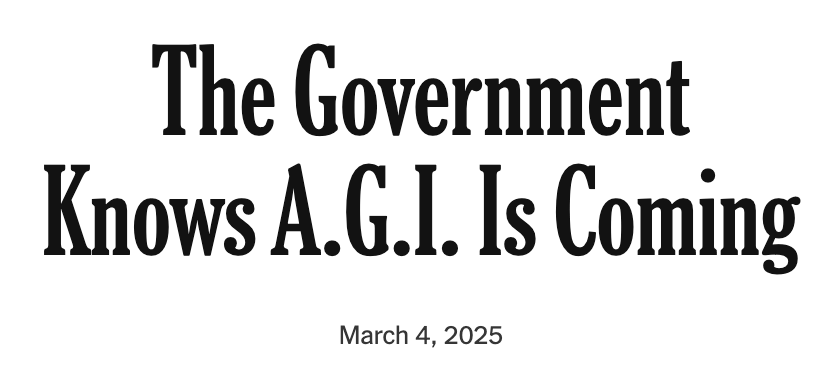 The Government
Knows A.G.I. Is Coming
March 4, 2025